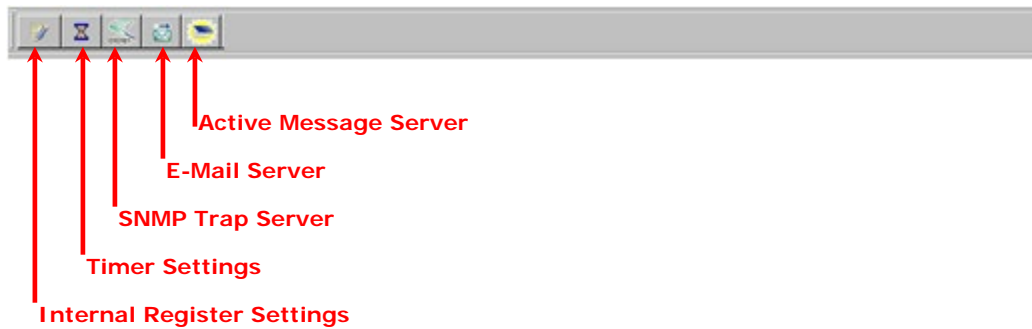 Active Message Server
E-Mail Server
SNMP Trap Server
Timer Settings
Internal Register Settings